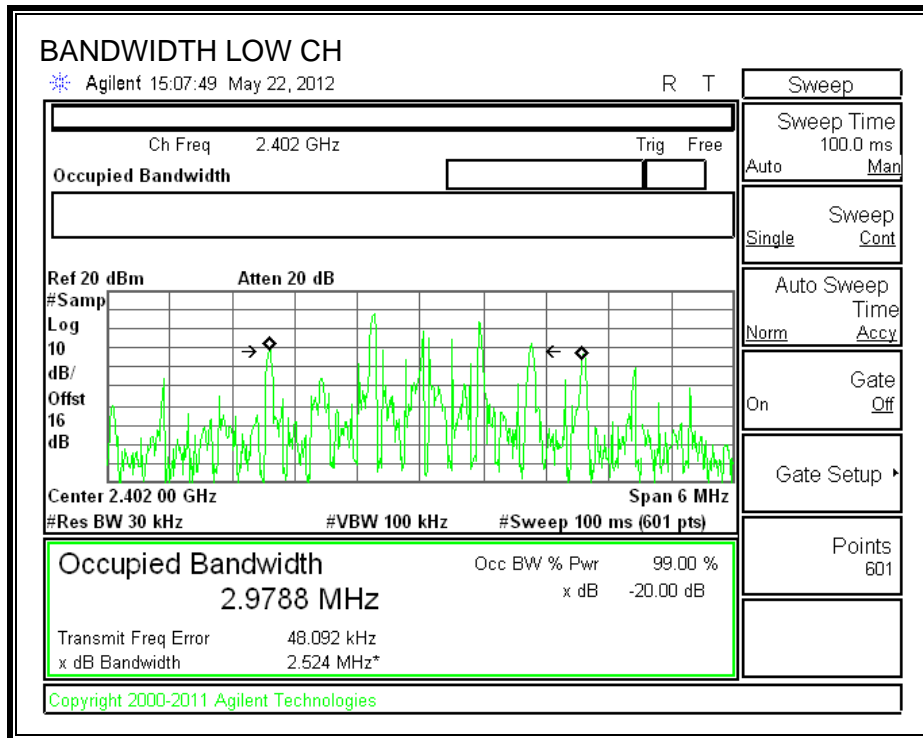 BANDWIDTH LOW CH
Agilent 15:07:49 May 22, 2012 R T
Ch Freq 2.402 GHz Trig Free
Occupied Bandwidth
Ref 20 dBm Atten 20 dB
#Samp
Log
10
dB/
Offst
16
dB
Center 2.402 00 GHz Span 6 MHz
#Res BW 30 kHz #VBW 100 kHz #Sweep 100 ms (601 pts)
Occupied Bandwidth Occ BW % Pwr 99.00 %
2.9788 MHz x dB -20.00 dB
Transmit Freq Error 48.092 kHz
x dB Bandwidth 2.524 MHz*
Copyright 2000-2011 Agilent Technologies
Sweep
Sweep Time
100.0 ms
Auto Man
Sweep
Single Cont
Auto Sweep
Time
Norm Accy
Gate
On Off
Gate Setup
Points
601